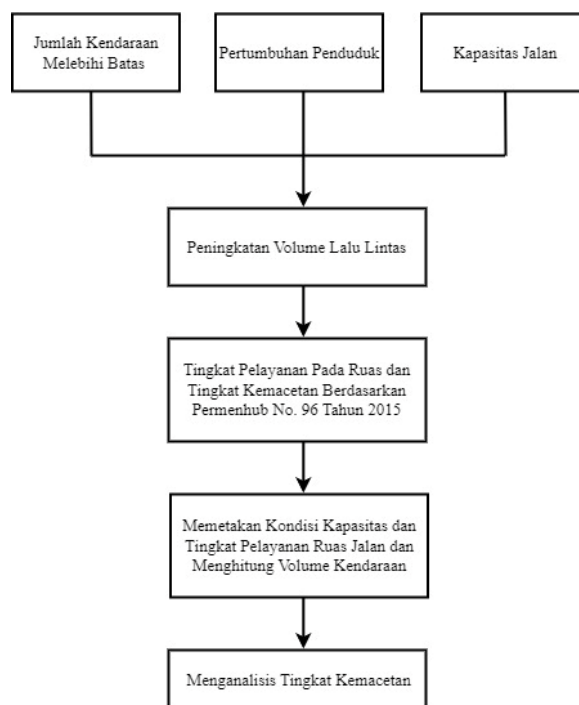 Jumlah Kendaraan
Melebihi Batas
Pertumbuhan Penduduk
Kapasitas Jalan
Peningkatan Volume Lalu Lintas
Tingkat Pelayanan Pada Ruas dan
Tingkat Kemacetan Berdasarkan
Permenhub No. 96 Tahun 2015
Memetakan Kondisi Kapasitas dan
Tingkat Pelayanan Ruas Jalan dan
Menghitung Volume Kendaraan
Menganalisis Tingkat Kemacetan